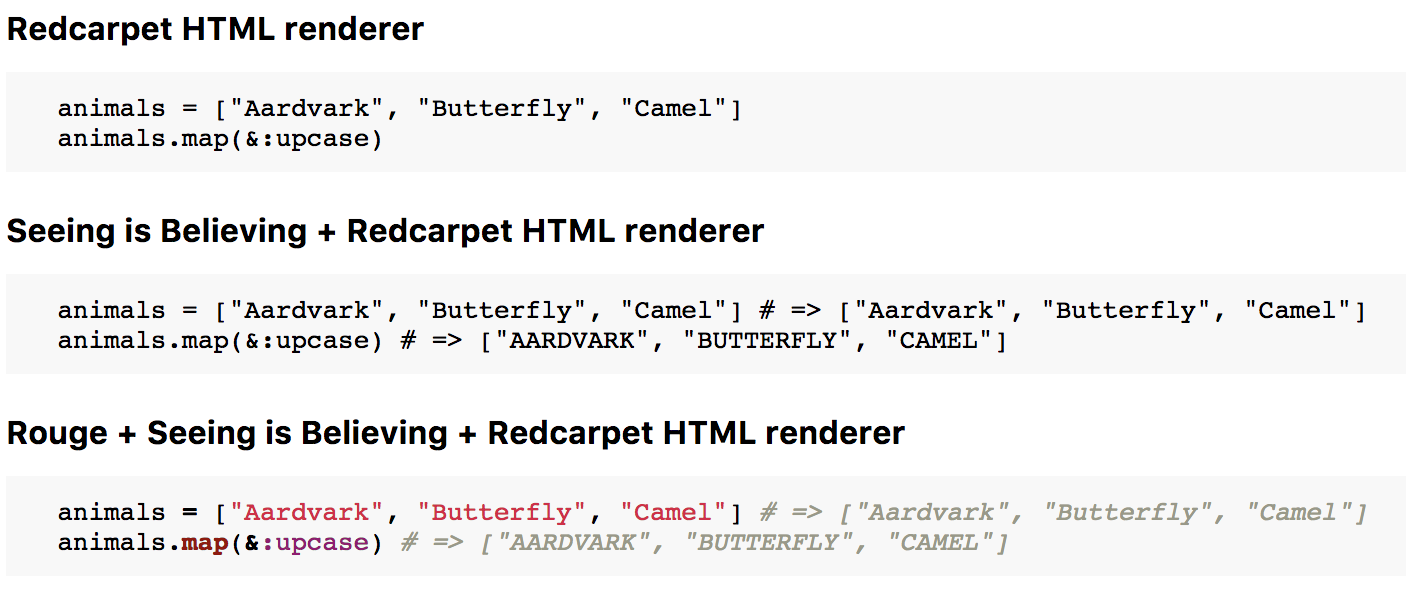 Redcarpet HTML renderer
animals = ["Aardvark", "Butterfly", "Camel"]
animals.map(&:upcase)
Seeing is Believing + Redcarpet HTML renderer
animals = ["Aardvark", "Butterfly", "Camel"] # => ["Aardvark", "Butterfly", "Camel"]
animals.map(&:upcase) # => ["AARDVARK", "BUTTERFLY", "CAMEL"]
Rouge + Seeing is Believing + Redcarpet HTML renderer
animals = ["Aardvark", "Butterfly", "Camel"] # => ["Aardvark", "Butterfly", "Camel"]
animals.map(&:upcase) # => ["AARDVARK", "BUTTERFLY", "CAMEL"]